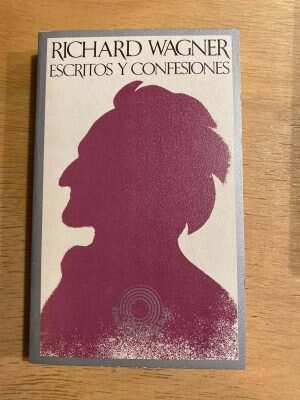 RICHARD WAGNER
ESCRITOS Y CONFESIONES